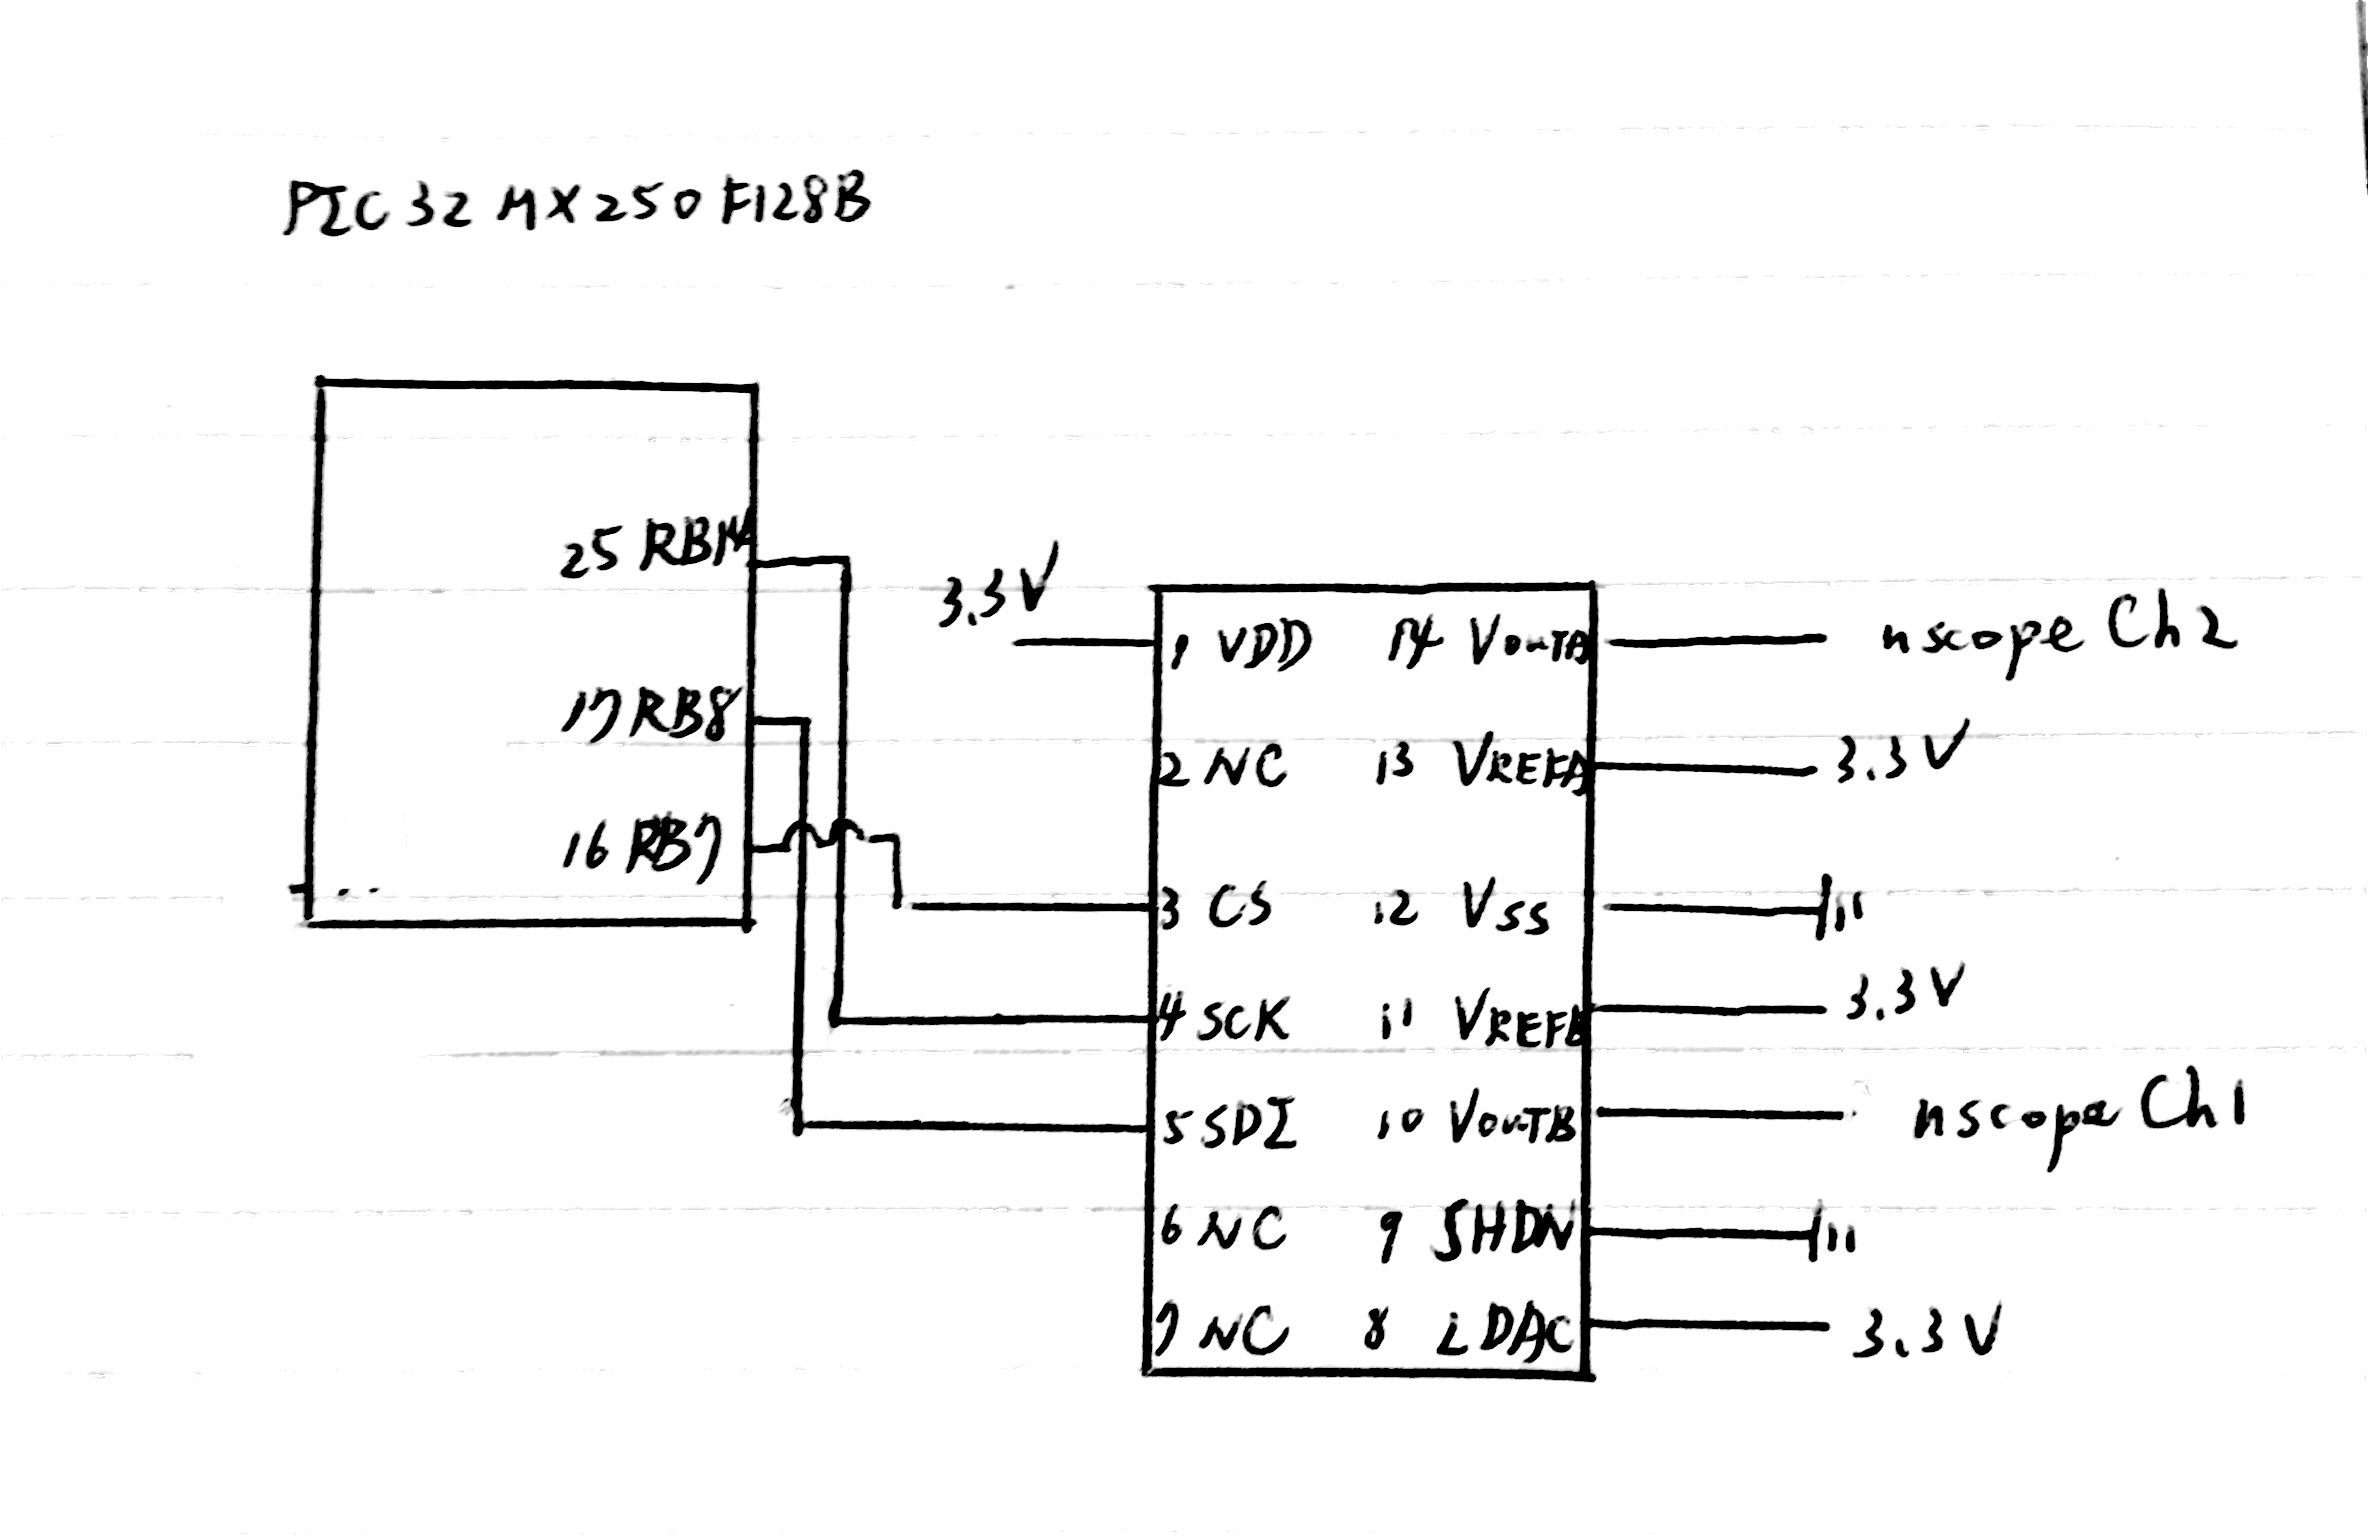 PIC32MX250F128B
25 RB14
17 RB8
16 RB7
3.3V
1 VDD 14 VOUTA nscope Ch2
2 NC 13 VREFA 3.3V
3 CS 12 VSS
4 SCK 11 VREFB 3.3V
5 SDI 10 VOUTB nscope Ch1
6 NC 9 SHDN
7 NC 8 LDAC 3.3V